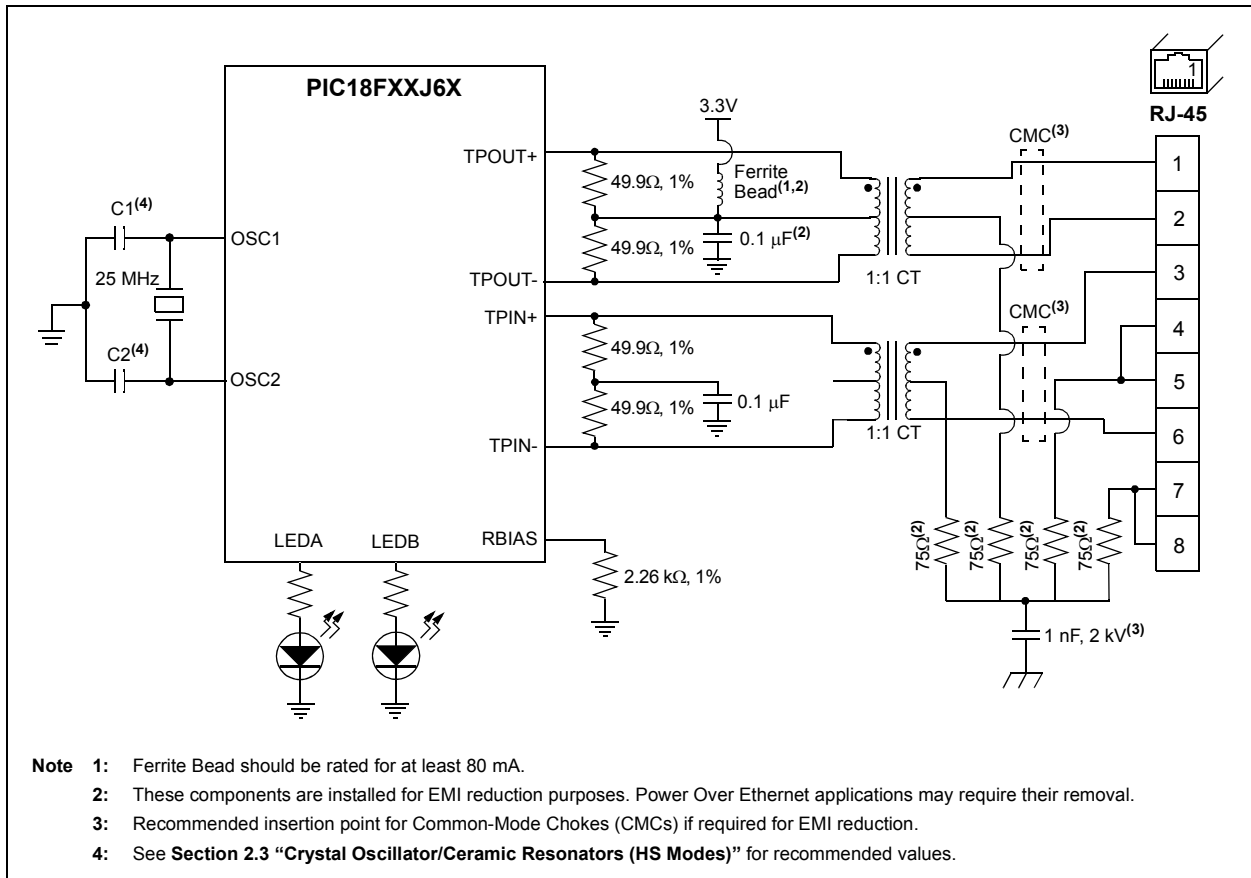 PIC18FXXJ6X
1
RJ-45
3.3V
CMC(3)
TPOUT+
49.9Ω, 1%
Ferrite
Bead(1,2)
1
C1(4)
OSC1
49.9Ω, 1%
0.1 μF(2)
2
25 MHz
TPOUT-
1:1 CT
3
TPIN+
CMC(3)
4
C2(4)
OSC2
49.9Ω, 1%
5
49.9Ω, 1%
0.1 μF
6
TPIN-
1:1 CT
7
LEDA
LEDB
RBIAS
75Ω(2)
75Ω(2)
75Ω(2)
75Ω(2)
8
2.26 kΩ, 1%
1 nF, 2 kV(3)
Note 1: Ferrite Bead should be rated for at least 80 mA.
2: These components are installed for EMI reduction purposes. Power Over Ethernet applications may require their removal.
3: Recommended insertion point for Common-Mode Chokes (CMCs) if required for EMI reduction.
4: See Section 2.3 “Crystal Oscillator/Ceramic Resonators (HS Modes)” for recommended values.